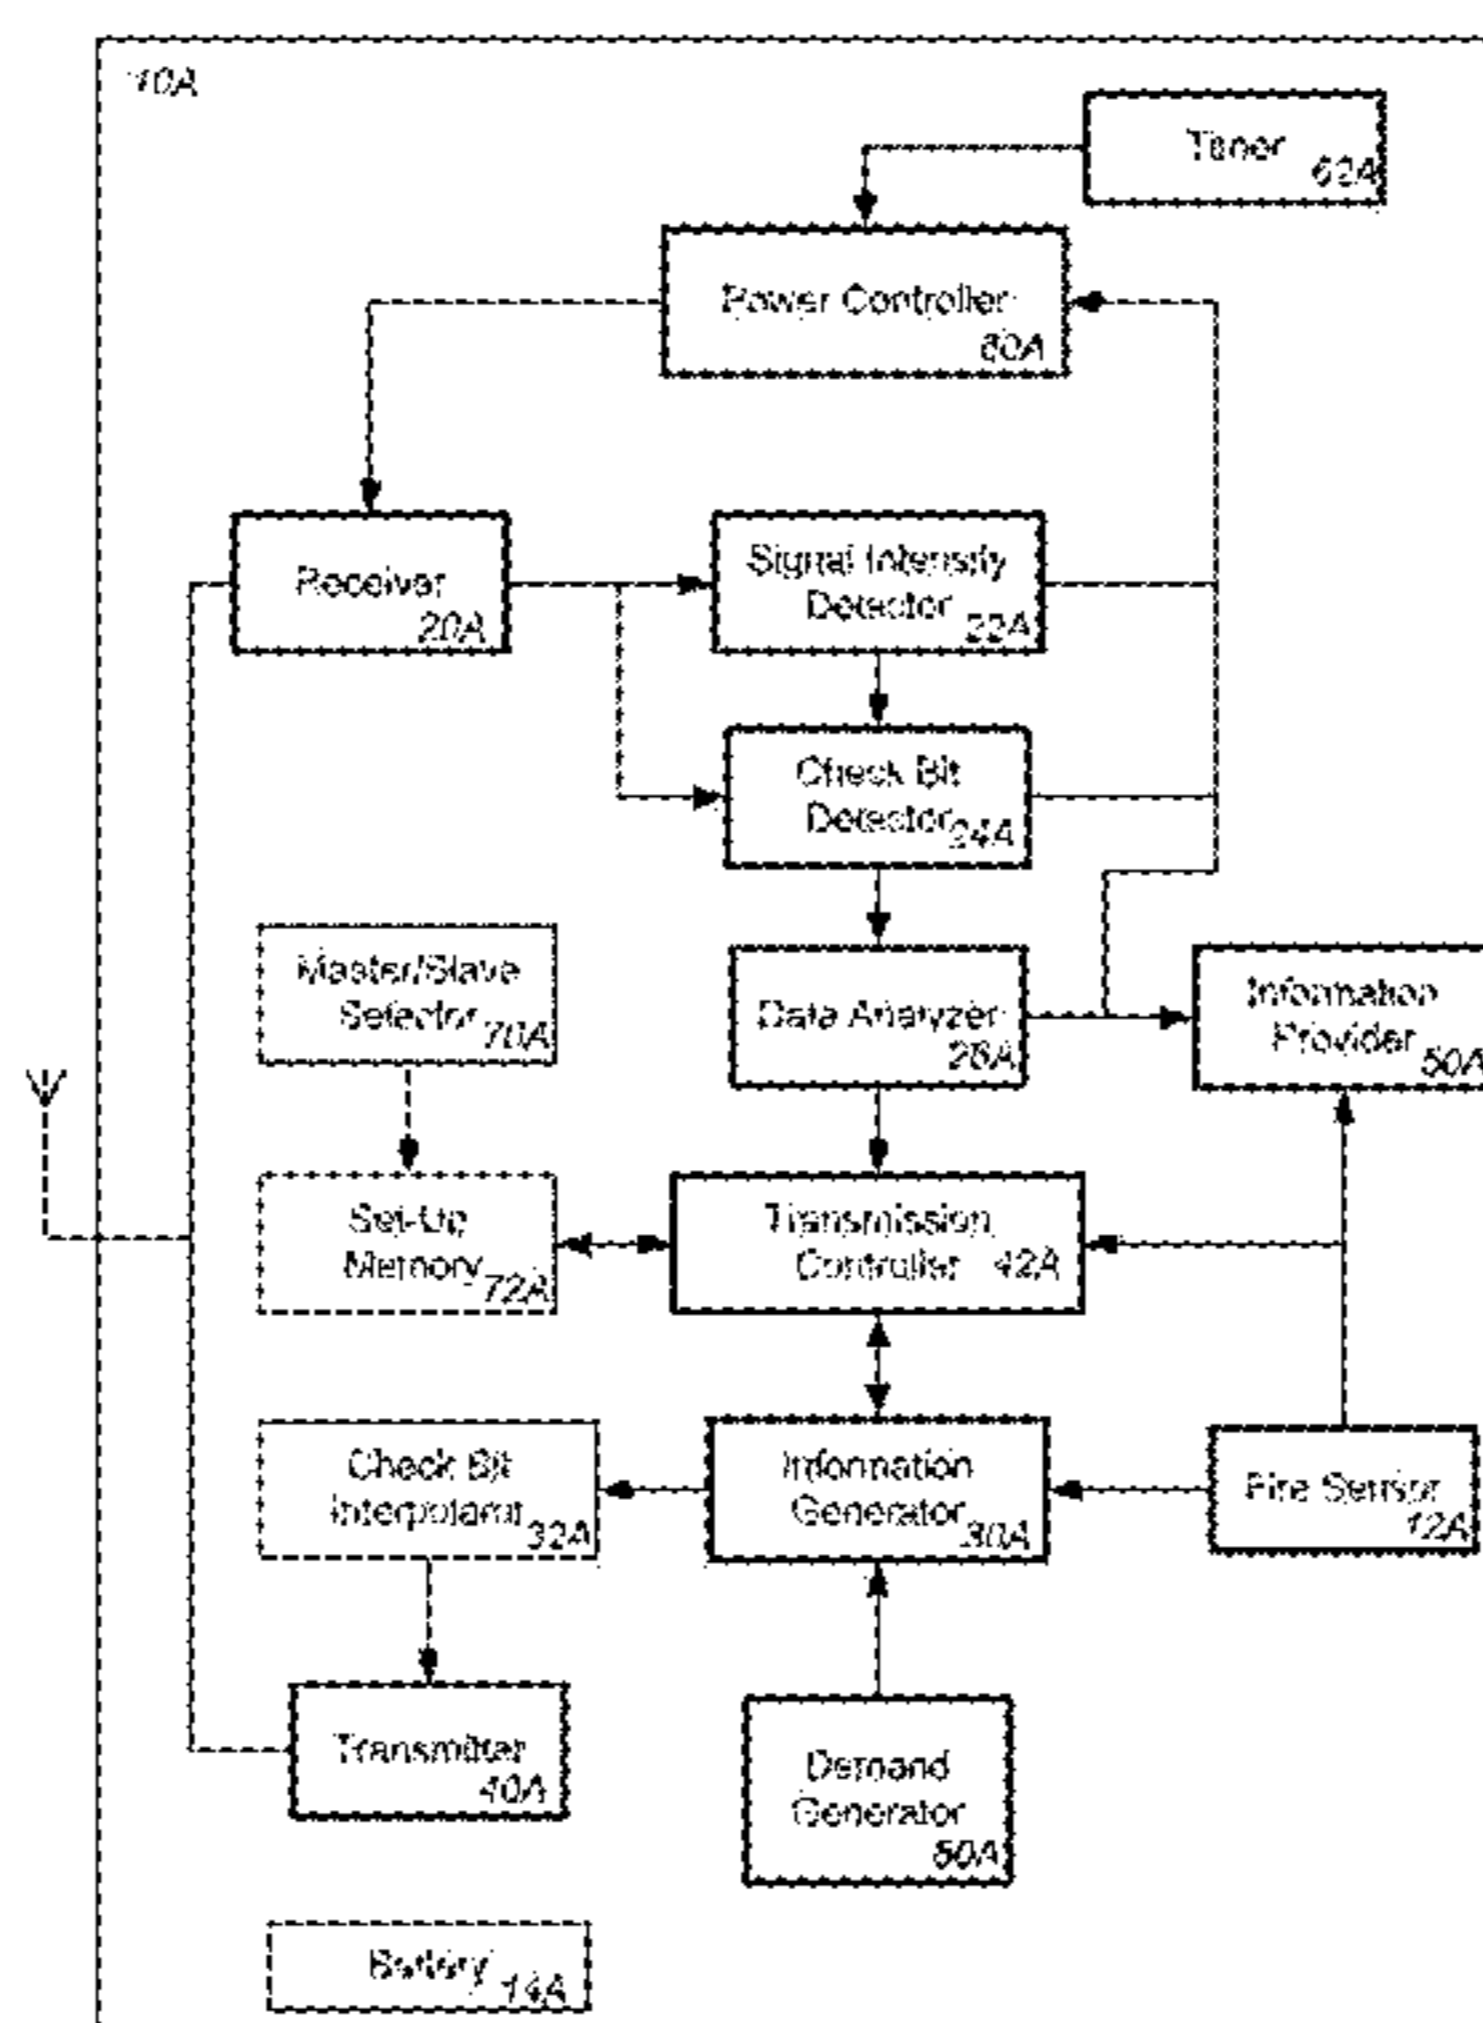 10A
Timer
62A
Power Controller
60A
Receiver
20A
Signal Intensity
Detector
22A
Check Bit
Detector
24A
Master/Slave
Selector
70A
Data Analyzer
26A
Information
Provider
50A
Set-Up
Memory
72A
Transmission
Controller 42A
Check Bit
32A
Information
Generator
30A
Fire Sensor
12A
Transmitter
40A
Demand
Generator
Battery
14A